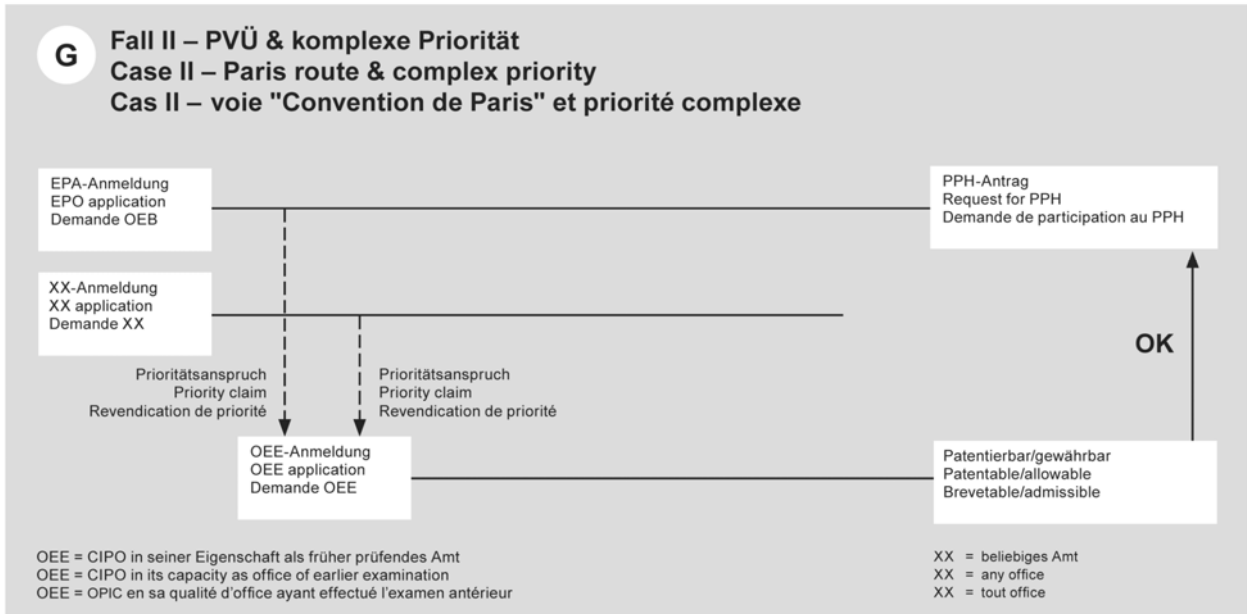 G
Fall II – PVÜ & komplexe Priorität
Case II – Paris route & complex priority
Cas II – voie "Convention de Paris" et priorité complexe
EPA-Anmeldung
EPO application
Demande OEB
PPH-Antrag
Request for PPH
Demande de participation au PPH
XX-Anmeldung
XX application
Demande XX
OK
Prioritätsanspruch
Priority claim
Revendication de priorité
Prioritätsanspruch
Priority claim
Revendication de priorité
OEE-Anmeldung
OEE application
Demande OEE
Patentierbar/gewährbar
Patentable/allowable
Brevetable/admissible
OEE = CIPO in seiner Eigenschaft als früher prüfendes Amt
OEE = CIPO in its capacity as office of earlier examination
OEE = OPIC en sa qualité d'office ayant effectué l'examen antérieur
XX = beliebiges Amt
XX = any office
XX = tout office